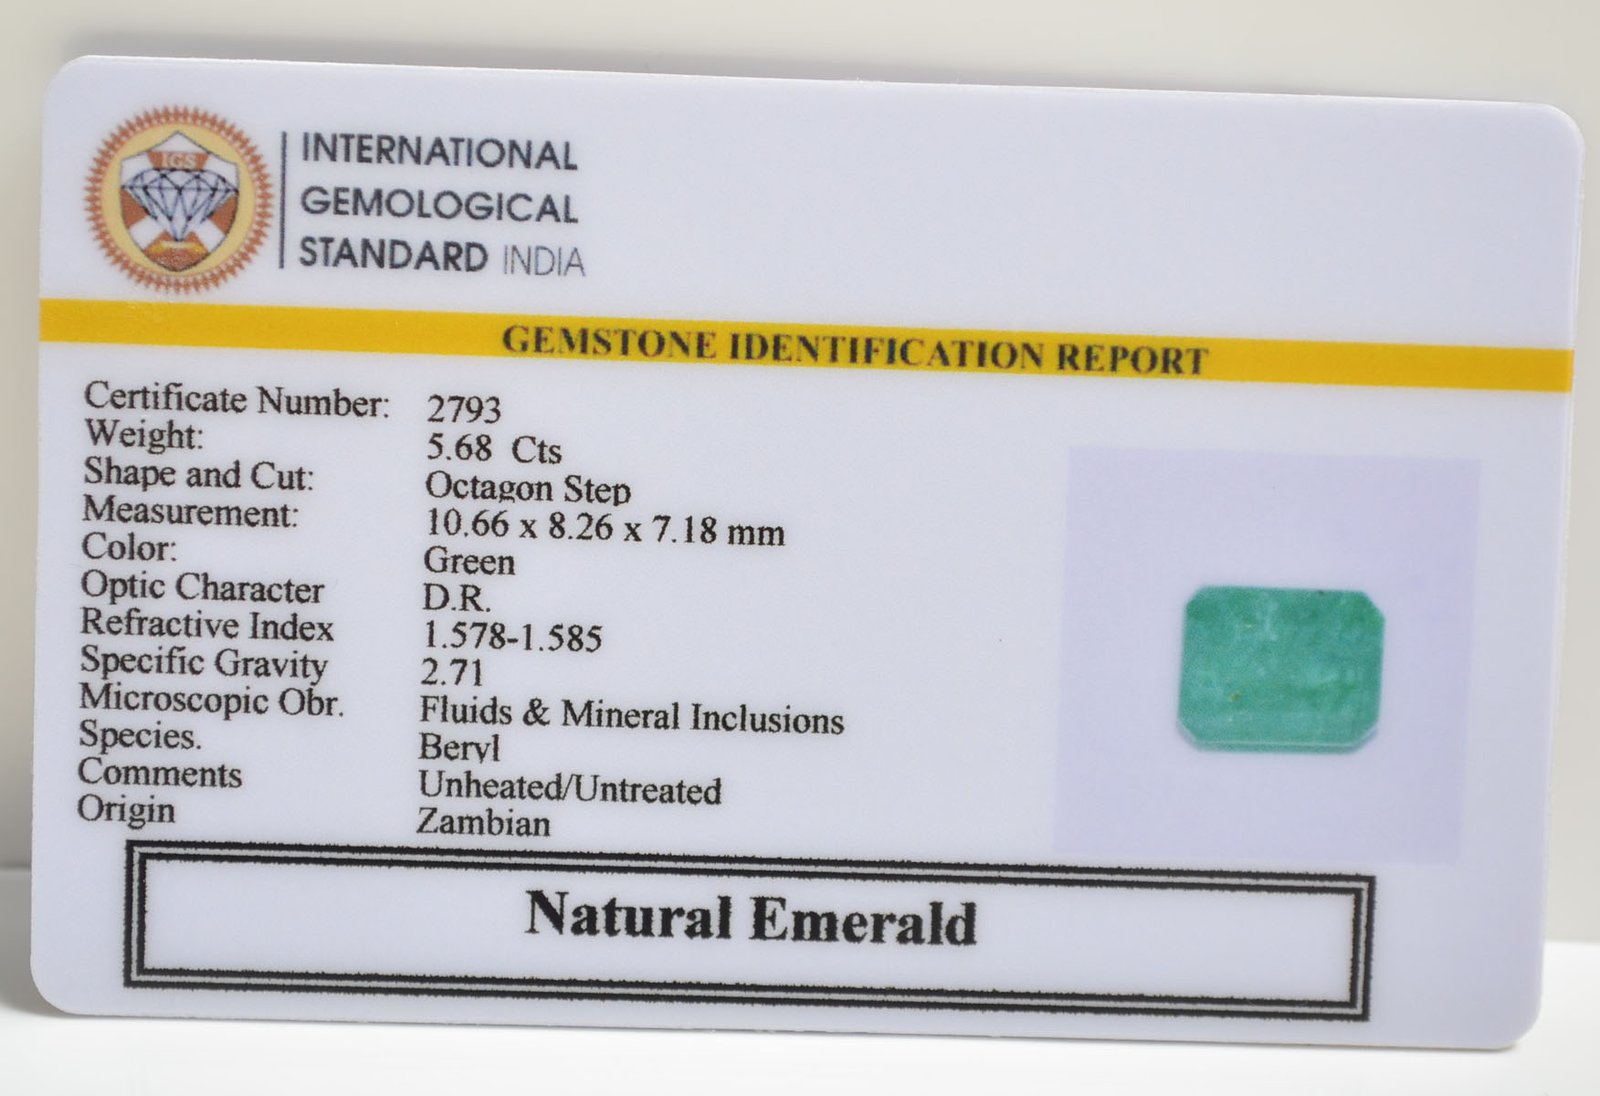 IGS
INTERNATIONAL
GEMOLOGICAL
STANDARD INDIA
GEMSTONE IDENTIFICATION REPORT
Certificate Number: 2793
Weight: 5.68 Cts
Shape and Cut: Octagon Step
Measurement: 10.66 x 8.26 x 7.18 mm
Color: Green
Optic Character D.R.
Refractive Index 1.578-1.585
Specific Gravity 2.71
Microscopic Obr. Fluids & Mineral Inclusions
Species. Beryl
Comments Unheated/Untreated
Origin Zambian
Natural Emerald